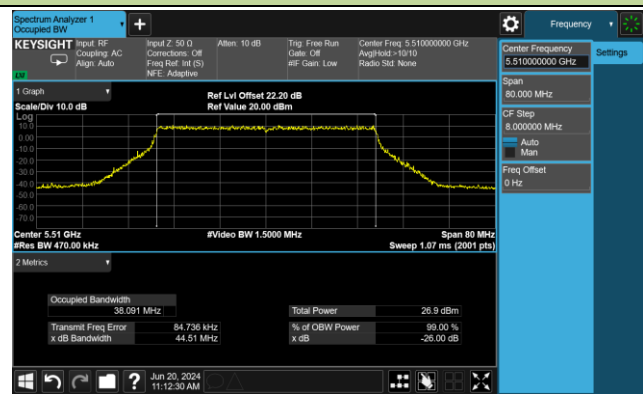 Spectrum Analyzer 1
Occupied BW
Frequency
KEYSIGHT
Input: RF
Coupling: AC
Align: Auto
Input Z: 50 Ω
Corrections: Off
Freq Ref: Int (S)
NFE: Adaptive
Atten: 10 dB
Trig: Free Run
Gate: Off
#IF Gain: Low
Center Freq: 5.510000000 GHz
Avg|Hold:>10/10
Radio Std: None
Center Frequency
5.510000000 GHz
Settings
Span
80.000 MHz
CF Step
8.000000 MHz
Auto
Man
Freq Offset
0 Hz
1 Graph
Scale/Div 10.0 dB
Ref Lvl Offset 22.20 dB
Ref Value 20.00 dBm
Log
10.0
0.00
-10.0
-20.0
-30.0
-40.0
-50.0
-60.0
-70.0
Center 5.51 GHz
#Video BW 1.5000 MHz
Span 80 MHz
#Res BW 470.00 kHz
Sweep 1.07 ms (2001 pts)
2 Metrics
Occupied Bandwidth
38.091 MHz
Total Power
26.9 dBm
Transmit Freq Error
84.736 kHz
% of OBW Power
99.00 %
x dB Bandwidth
44.51 MHz
x dB
-26.00 dB
?
Jun 20, 2024
11:12:30 AM